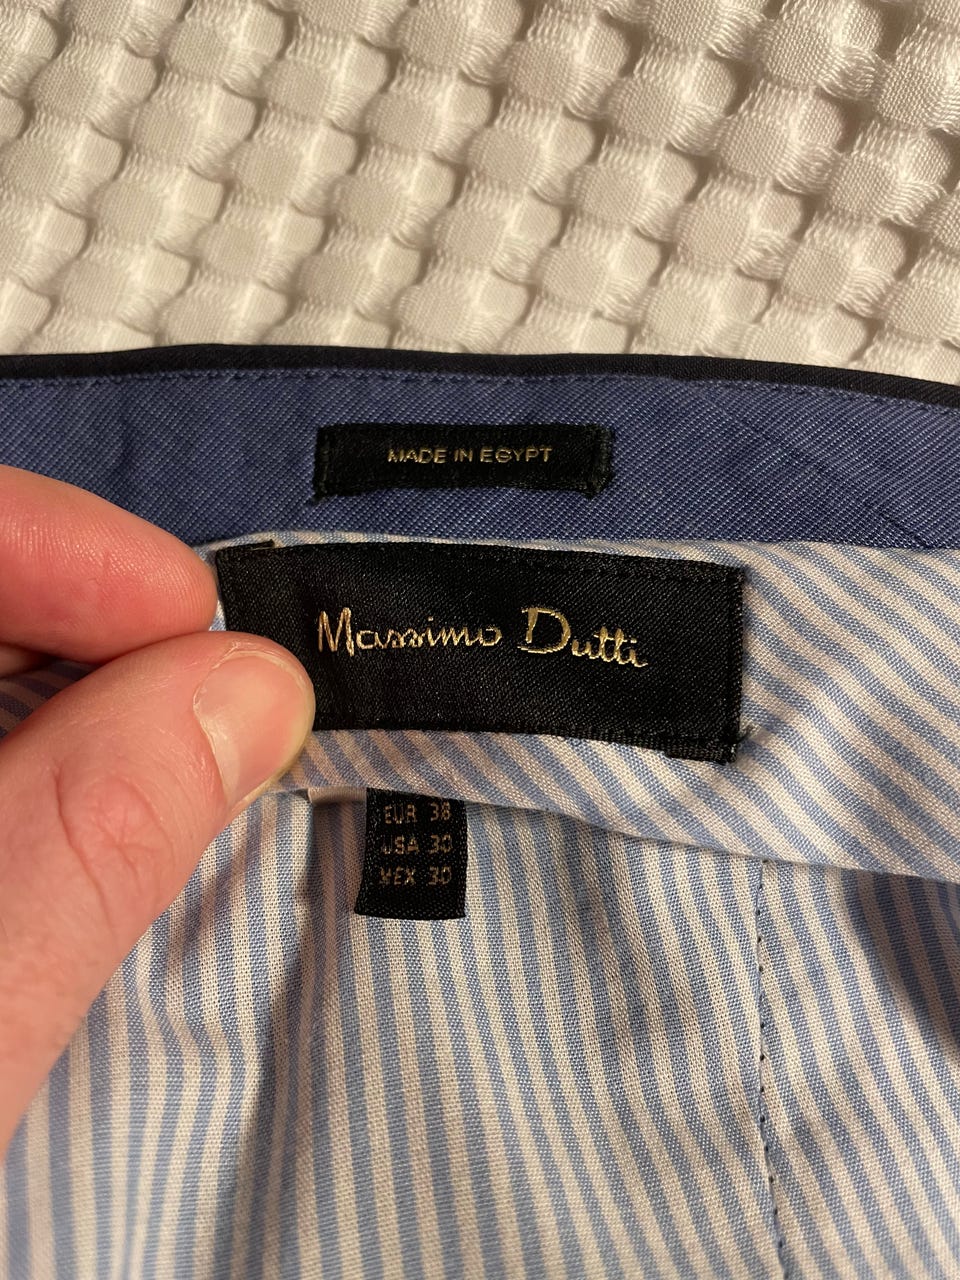 MADE IN EGYPT
Massimo Dutti
EUR 38
USA 30
MEX 30